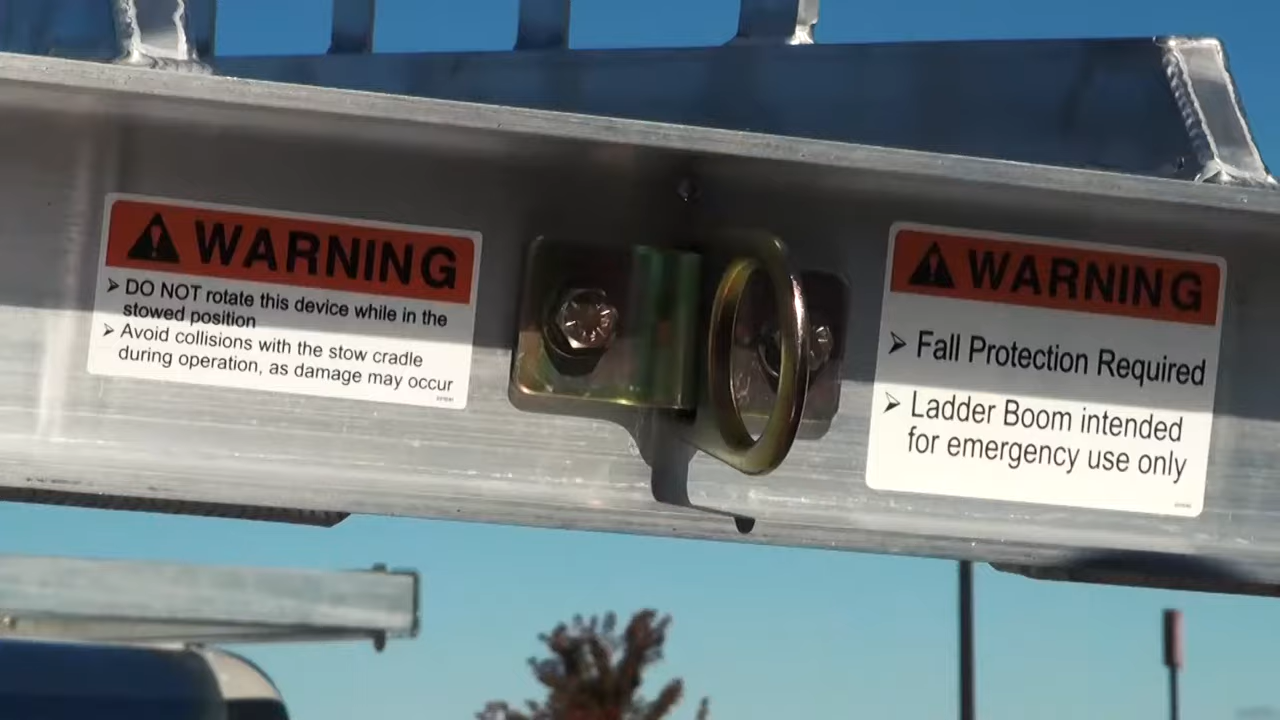 WARNING
➢ DO NOT rotate this device while in the
stowed position
➢ Avoid collisions with the stow cradle
during operation, as damage may occur
WARNING
➢ Fall Protection Required
➢ Ladder Boom intended
for emergency use only